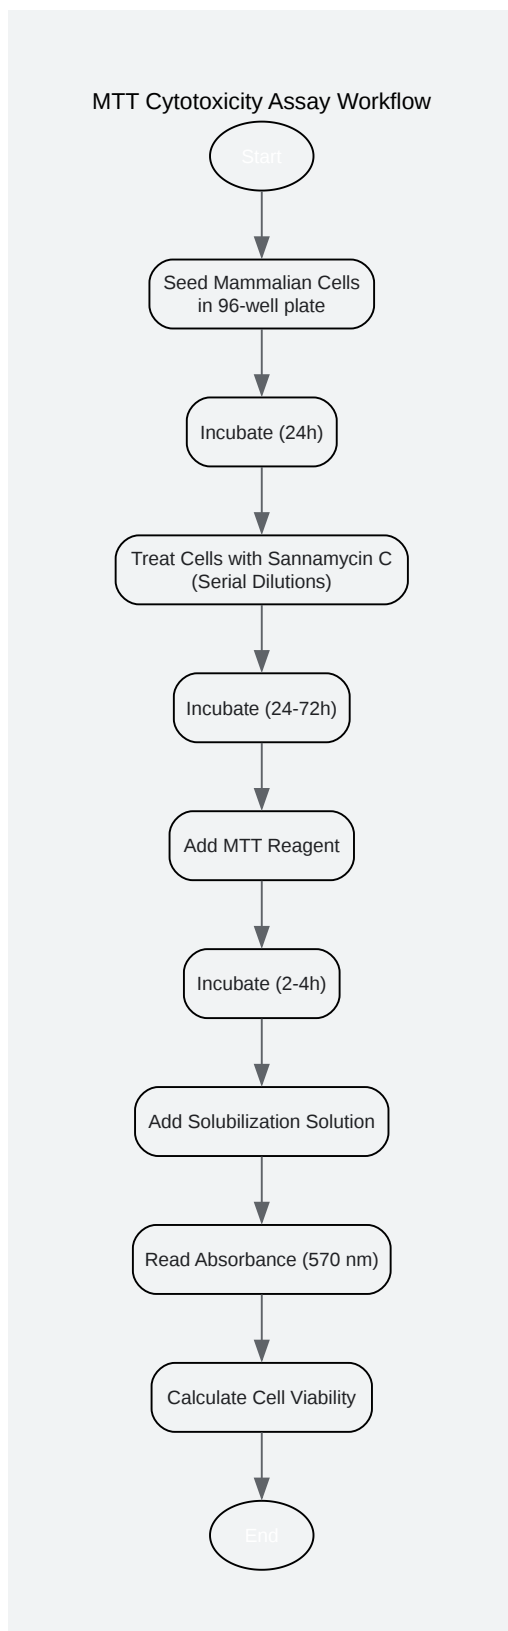 MTT Cytotoxicity Assay Workflow
Start
Seed Mammalian Cells
in 96-well plate
Incubate (24h)
Treat Cells with Sannamycin C
(Serial Dilutions)
Incubate (24-72h)
Add MTT Reagent
Incubate (2-4h)
Add Solubilization Solution
Read Absorbance (570 nm)
Calculate Cell Viability
End